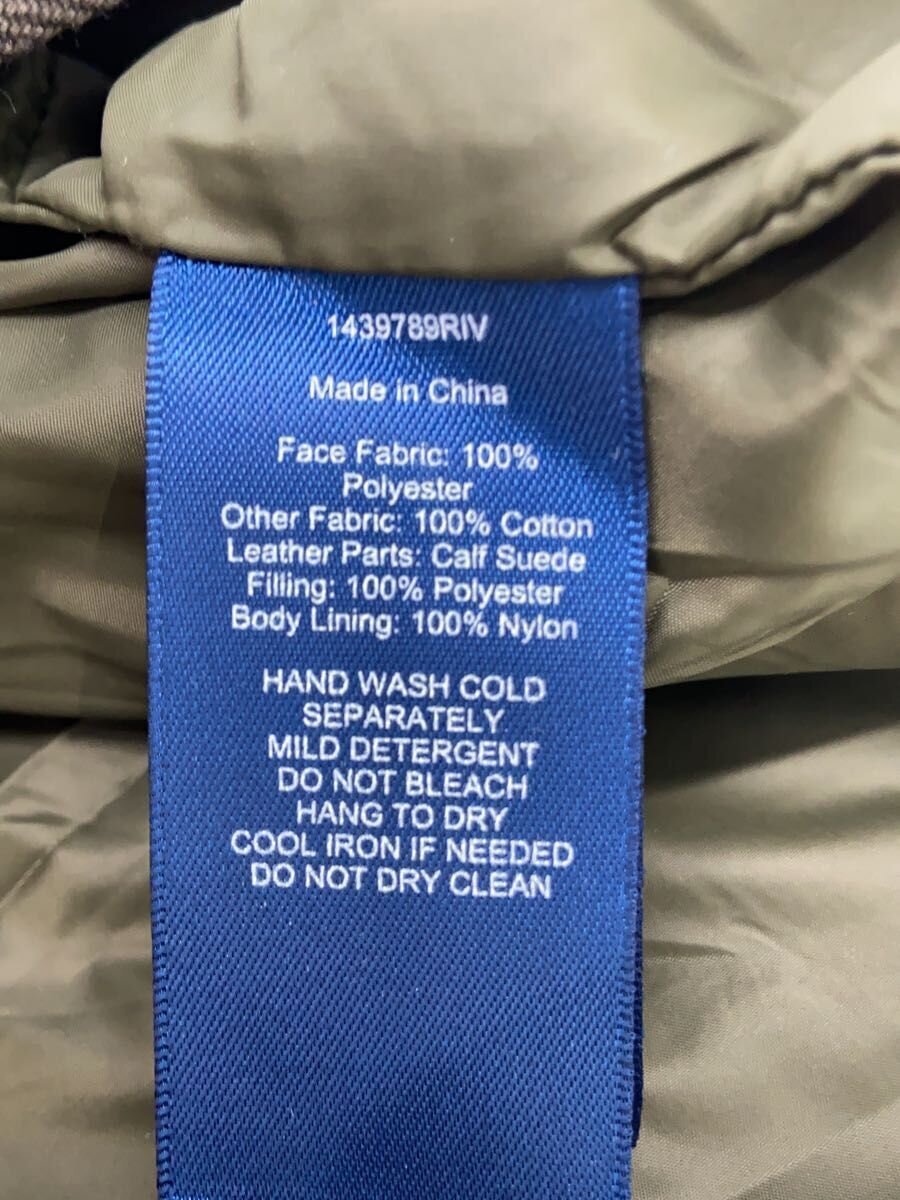 1439789RIV
Made in China
Face Fabric: 100%
Polyester
Other Fabric: 100% Cotton
Leather Parts: Calf Suede
Filling: 100% Polyester
Body Lining: 100% Nylon
HAND WASH COLD
SEPARATELY
MILD DETERGENT
DO NOT BLEACH
HANG TO DRY
COOL IRON IF NEEDED
DO NOT DRY CLEAN